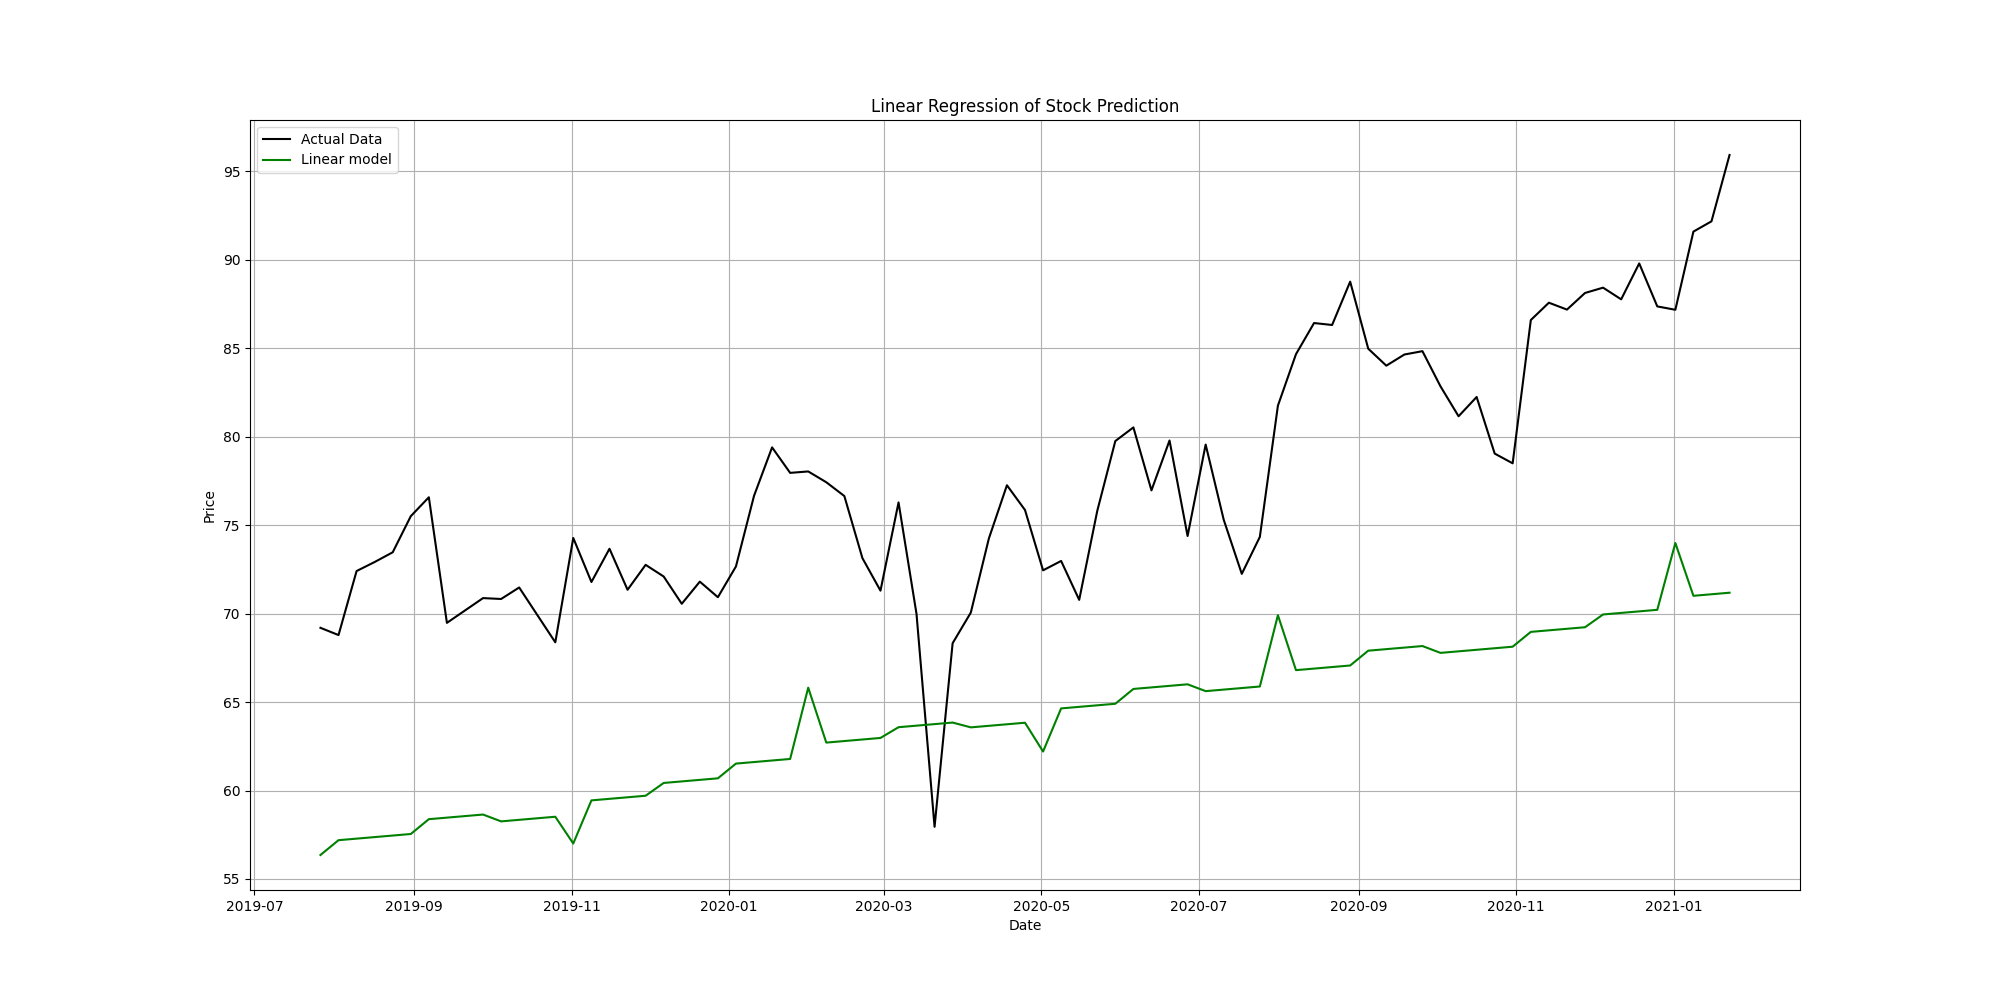 Linear Regression of Stock Prediction
Actual Data
Linear model
95
90
85
80
75
70
65
60
55
Price
2019-07 2019-09 2019-11 2020-01 2020-03 2020-05 2020-07 2020-09 2020-11 2021-01
Date